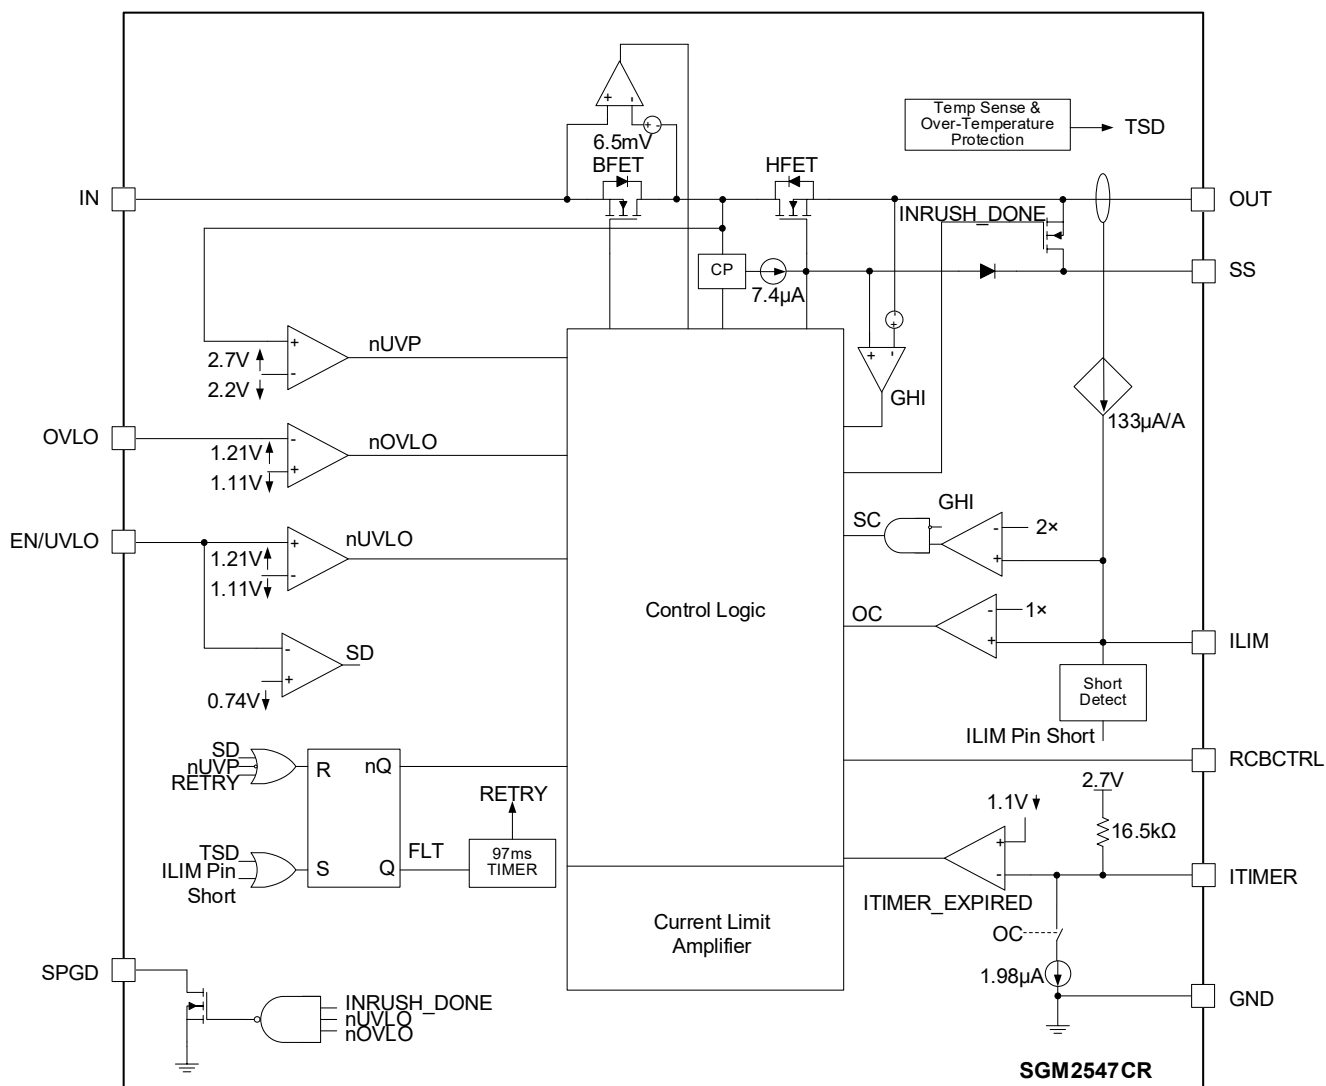 Temp Sense &
Over-Temperature
Protection
TSD
+ -
+ -
6.5mV
BFET
HFET
IN
OUT
INRUSH_DONE
CP
7.4µA
SS
+
+ -
GHI
133µA/A
nUVP
+
2.7V
-
2.2V
OVLO
nOVLO
-
1.21V
+
1.11V
EN/UVLO
nUVLO
+
1.21V
-
1.11V
SD
-
+
0.74V
Control Logic
GHI
SC
-
2×
+
OC
-
1×
+
ILIM
Short
Detect
ILIM Pin Short
RCBCTRL
SD
nUVP
RETRY
R
nQ
RETRY
TSD
ILIM Pin
Short
S
Q
FLT
97ms
TIMER
2.7V
1.1V
16.5kΩ
+
-
ITIMER
ITIMER_EXPIRED
OC
1.98µA
GND
Current Limit
Amplifier
SPGD
INRUSH_DONE
nUVLO
nOVLO
SGM2547CR